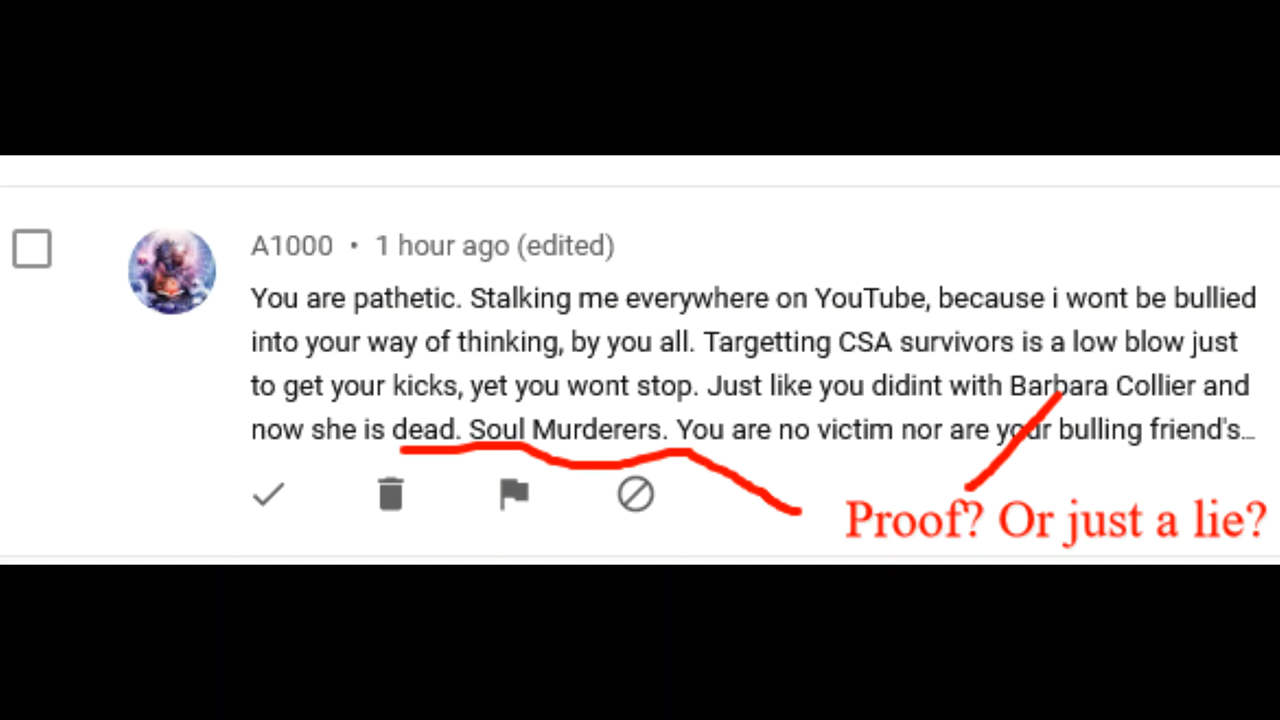 A1000 • 1 hour ago (edited)
You are pathetic. Stalking me everywhere on YouTube, because i wont be bullied
into your way of thinking, by you all. Targetting CSA survivors is a low blow just
to get your kicks, yet you wont stop. Just like you didint with Barbara Collier and
now she is dead. Soul Murderers. You are no victim nor are your bulling friend's...
Proof? Or just a lie?